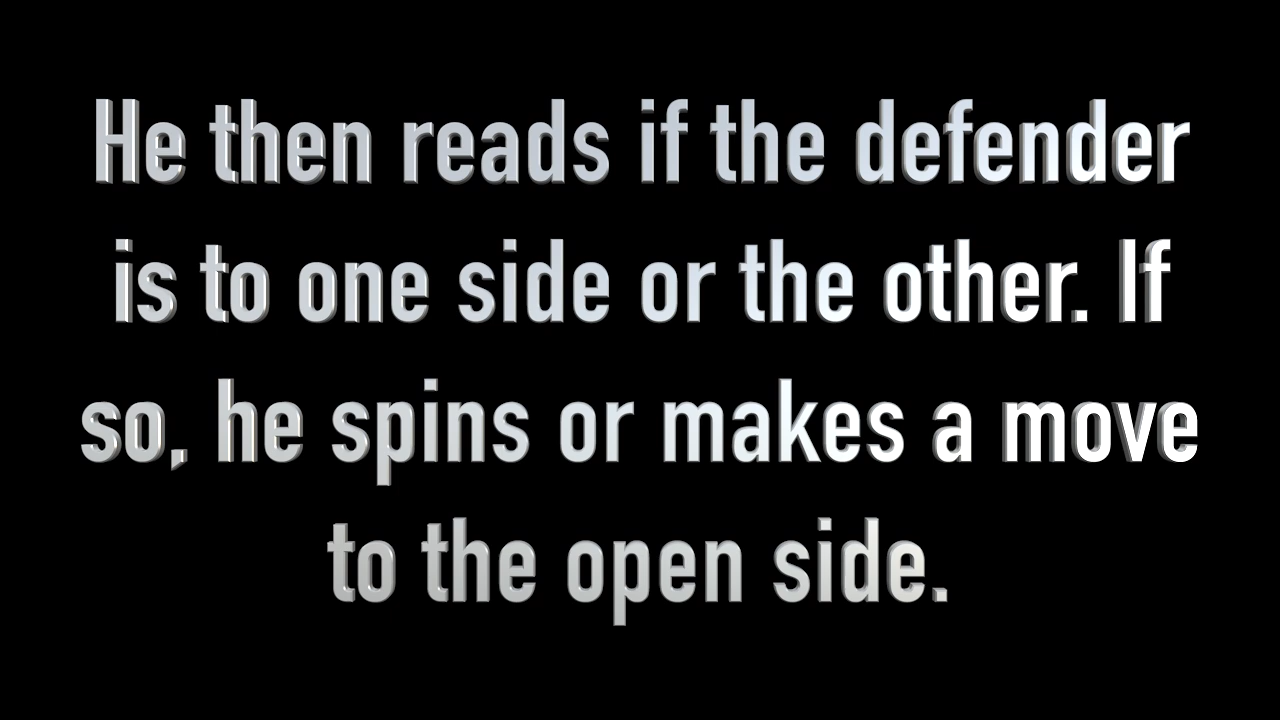 He then reads if the defender
is to one side or the other. If
so, he spins or makes a move
to the open side.